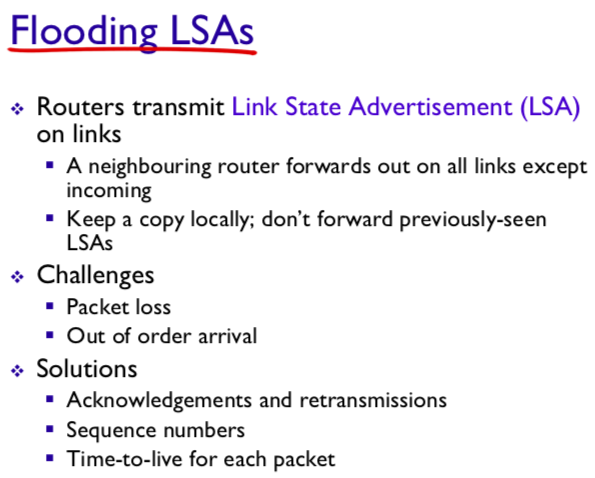 Flooding LSAs
Routers transmit Link State Advertisement (LSA)
on links
A neighbouring router forwards out on all links except
incoming
Keep a copy locally; don't forward previously-seen
LSAs
Challenges
Packet loss
Out of order arrival
Solutions
Acknowledgements and retransmissions
Sequence numbers
Time-to-live for each packet